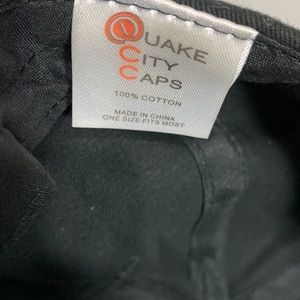 QUAKE
CITY
CAPS
100% COTTON
MADE IN CHINA
ONE SIZE FITS MOST